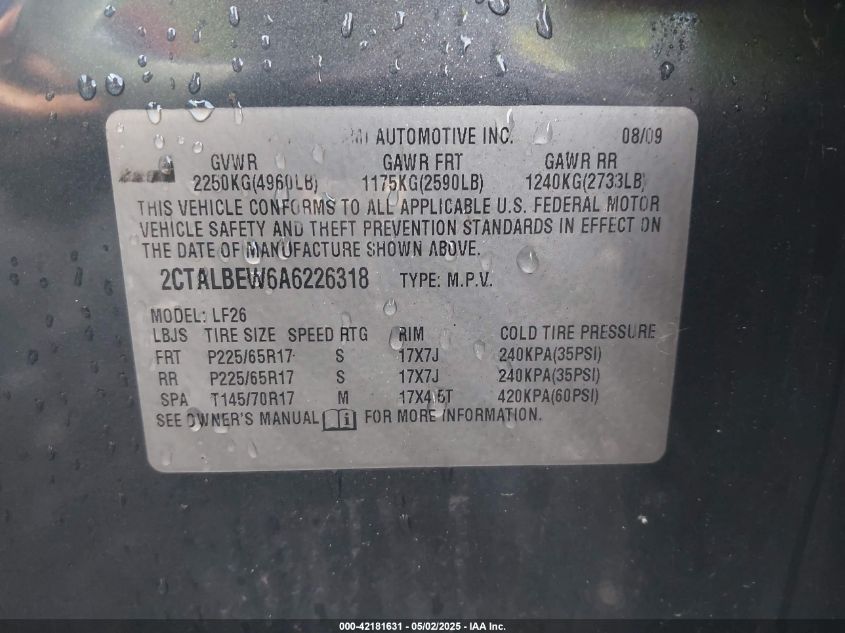 AUTOMOTIVE INC. 08/09
GVWR GAWR FRT GAWR RR
2250KG(4960LB) 1175KG(2590LB) 1240KG(2733LB)
THIS VEHICLE CONFORMS TO ALL APPLICABLE U.S. FEDERAL MOTOR
VEHICLE SAFETY AND THEFT PREVENTION STANDARDS IN EFFECT ON
THE DATE OF MANUFACTURE SHOWN ABOVE.
2CTALBEW6A6226318 TYPE: M.P.V.
MODEL: LF26
LBJS TIRE SIZE SPEED RTG RIM COLD TIRE PRESSURE
FRT P225/65R17 S 17X7J 240KPA(35PSI)
RR P225/65R17 S 17X7J 240KPA(35PSI)
SPA T145/70R17 M 17X4.5T 420KPA(60PSI)
SEE OWNER'S MANUAL FOR MORE INFORMATION.
000-42181631 - 05/02/2025 - IAA Inc.